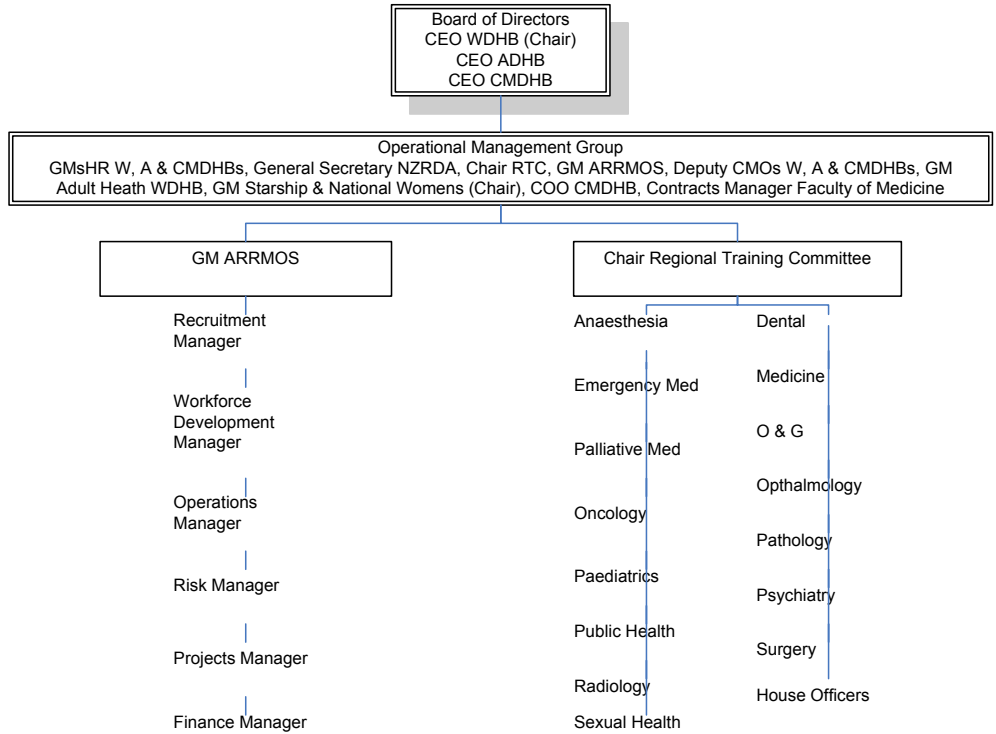 Board of Directors
CEO WDHB (Chair)
CEO ADHB
CEO CMDHB
Operational Management Group
GMsHR W, A & CMDHBs, General Secretary NZRDA, Chair RTC, GM ARRMOS, Deputy CMOs W, A & CMDHBs, GM
Adult Heath WDHB, GM Starship & National Womens (Chair), COO CMDHB, Contracts Manager Faculty of Medicine
GM ARRMOS
Recruitment
Manager
Workforce
Development
Manager
Operations
Manager
Risk Manager
Projects Manager
Finance Manager
Chair Regional Training Committee
Anaesthesia
Emergency Med
Palliative Med
Oncology
Paediatrics
Public Health
Radiology
Sexual Health
Dental
Medicine
O & G
Opthalmology
Pathology
Psychiatry
Surgery
House Officers